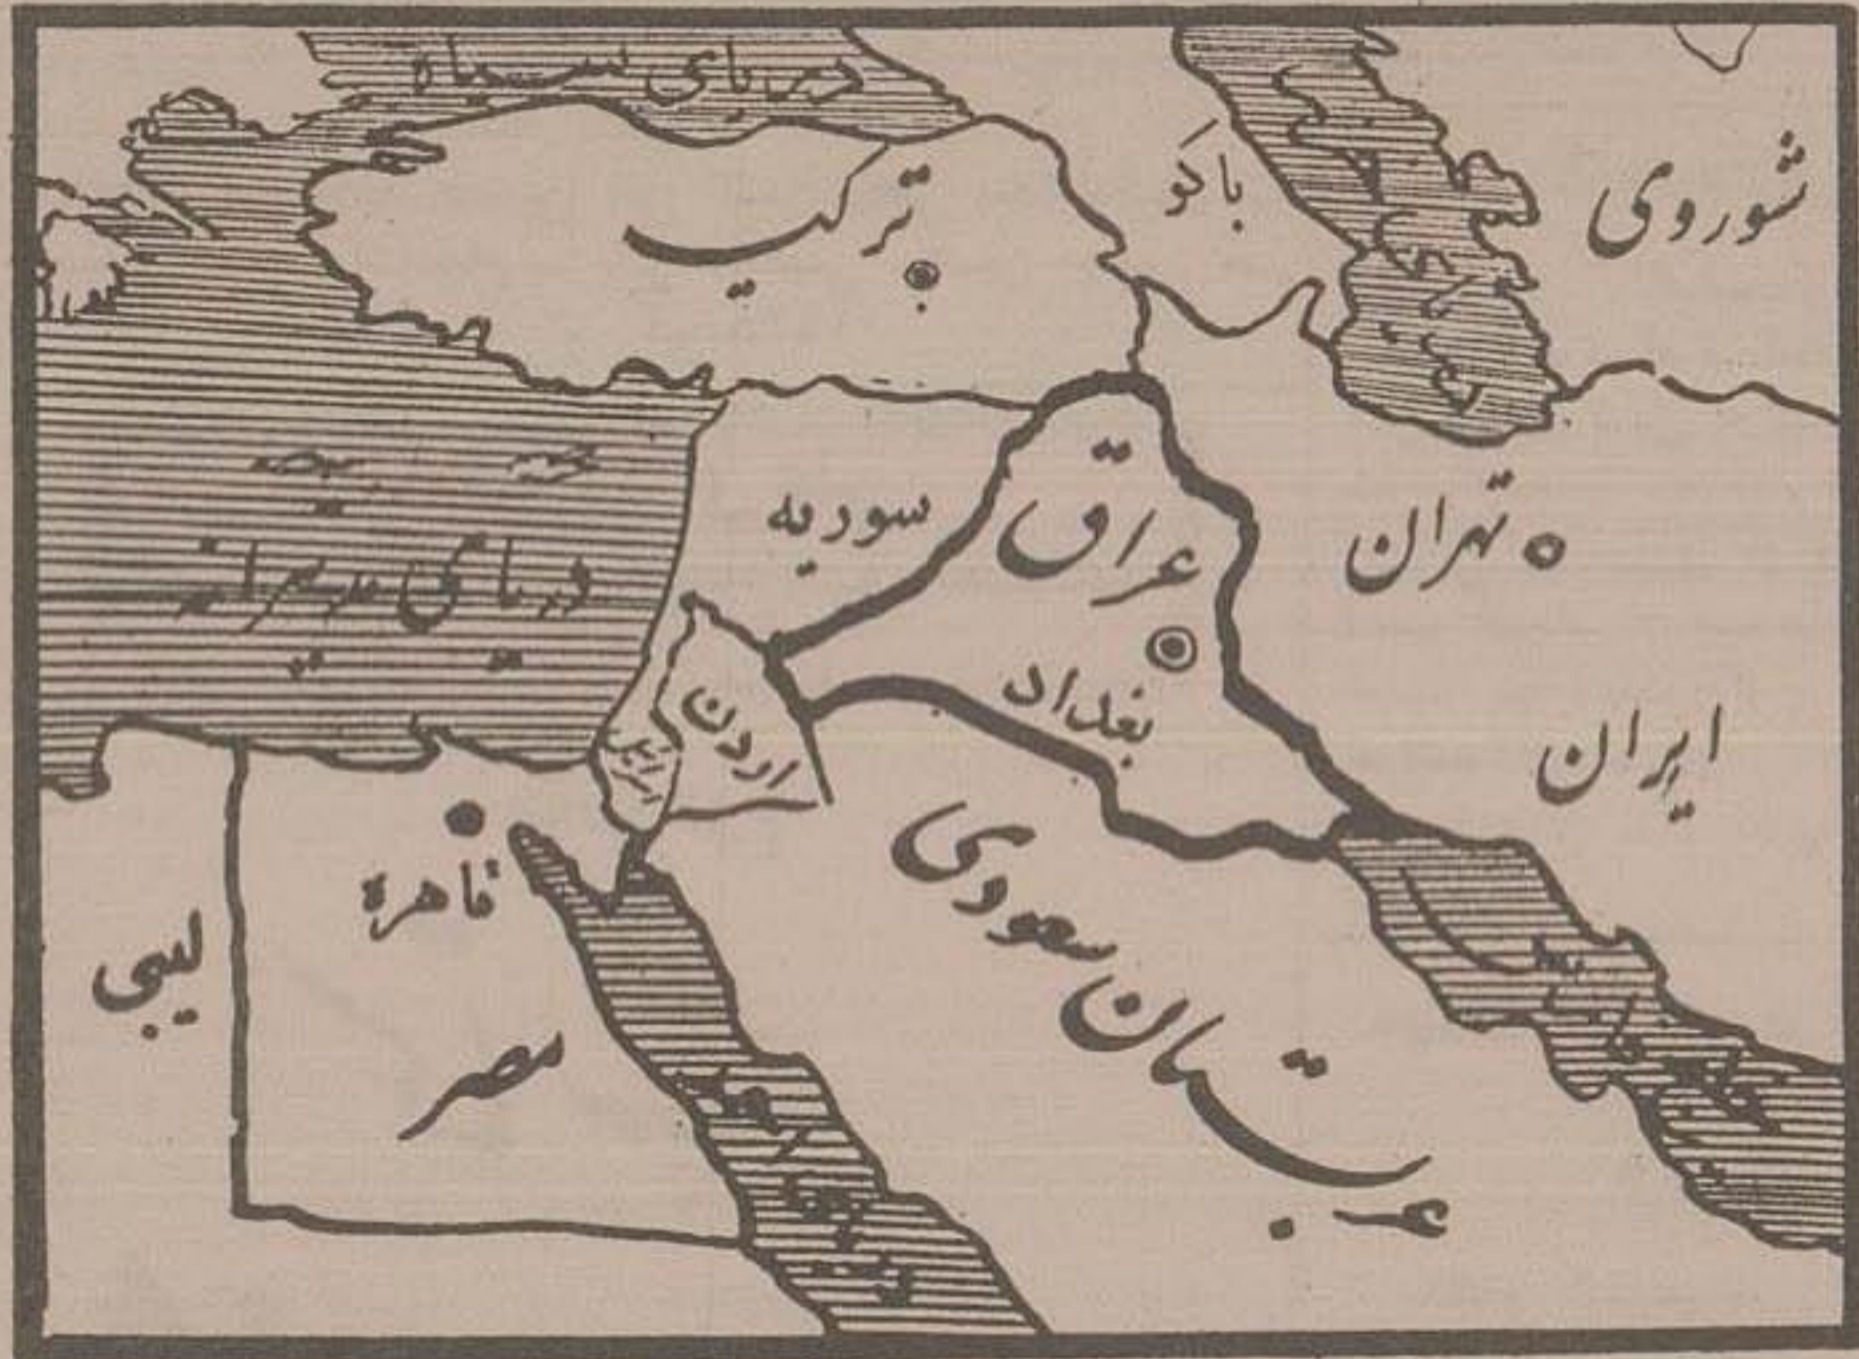 دریای سیاه
شوروی
باکو
ترکیه
تهران
عراق
سوریه
بغداد
ایران
اردن
دریای مدیترانه
قاهره
عربستان سعودی
لیبی
مصر